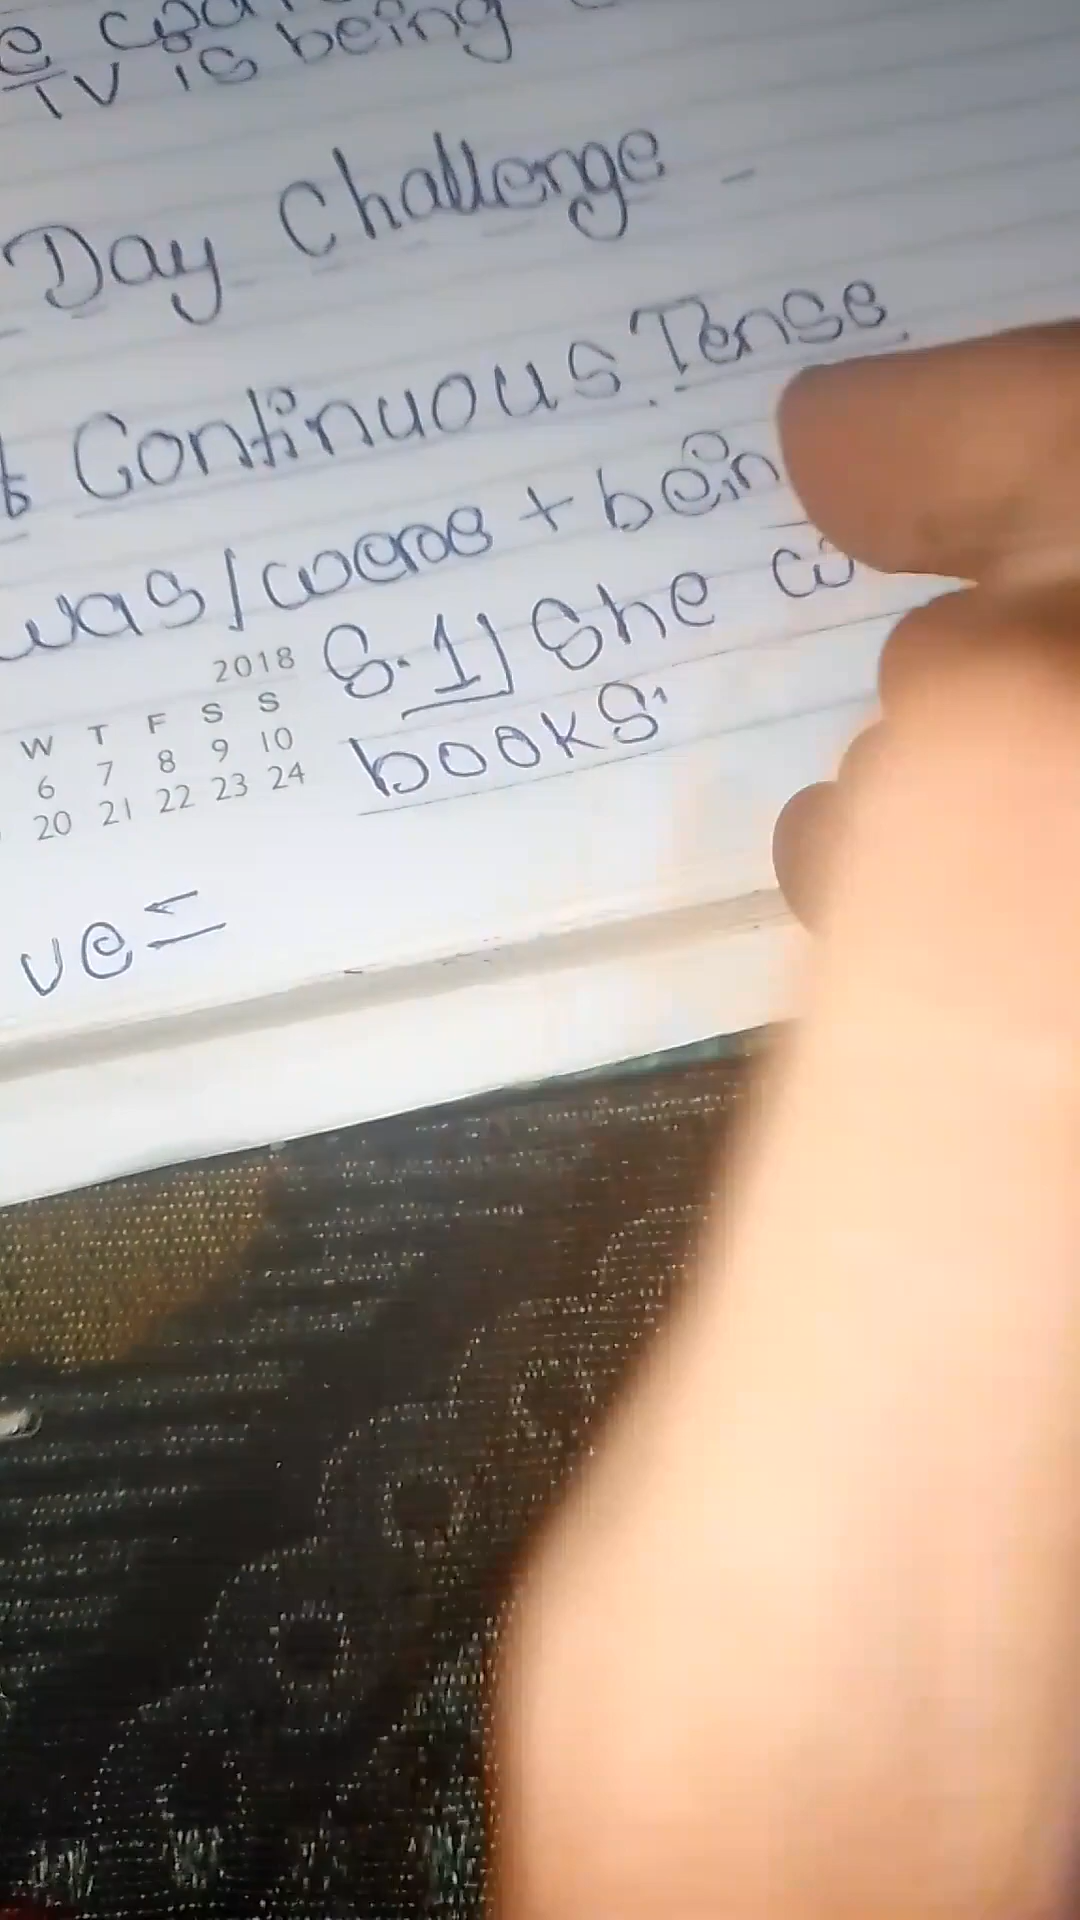 TV is being
Day Challenge -
Continuous Tense
was/were + bein
S.1) She
books.
2018
W T F S S
6 7 8 9 10
20 21 22 23 24
ve =